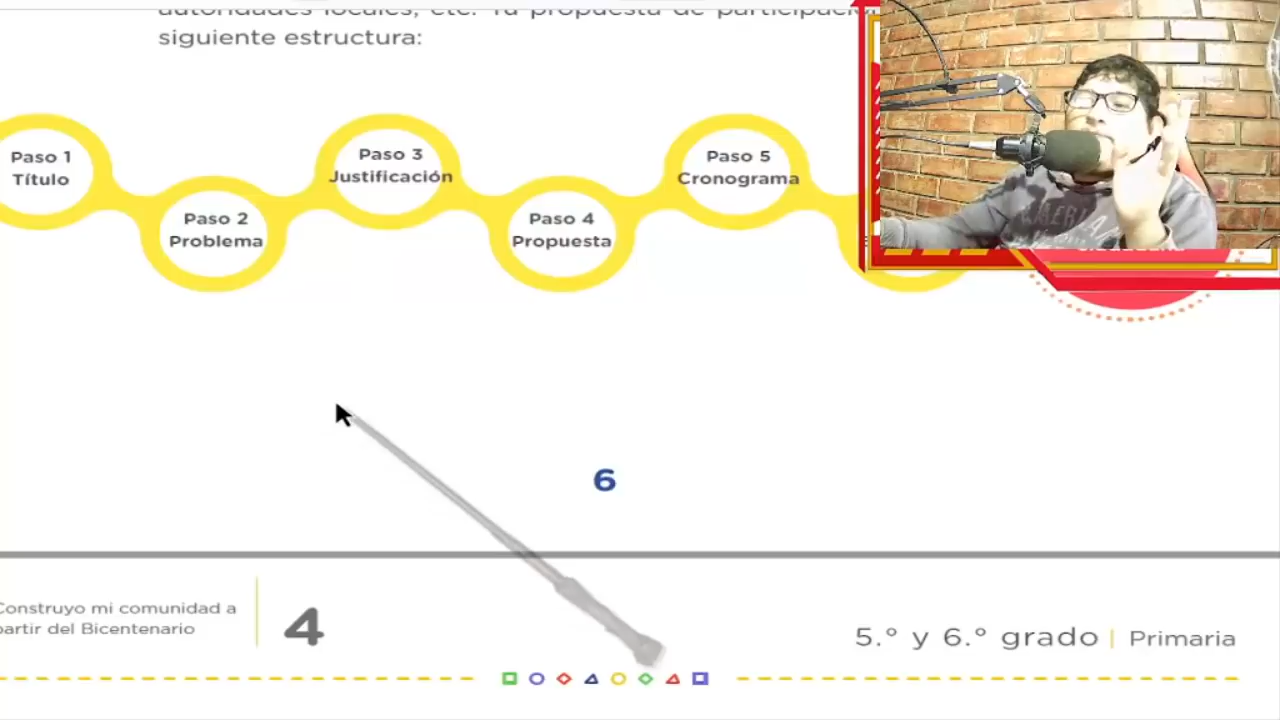 siguiente estructura:
Paso 1
Título
Paso 2
Problema
Paso 3
Justificación
Paso 4
Propuesta
Paso 5
Cronograma
6
Construyo mi comunidad a
partir del Bicentenario
4
5.° y 6.° grado | Primaria